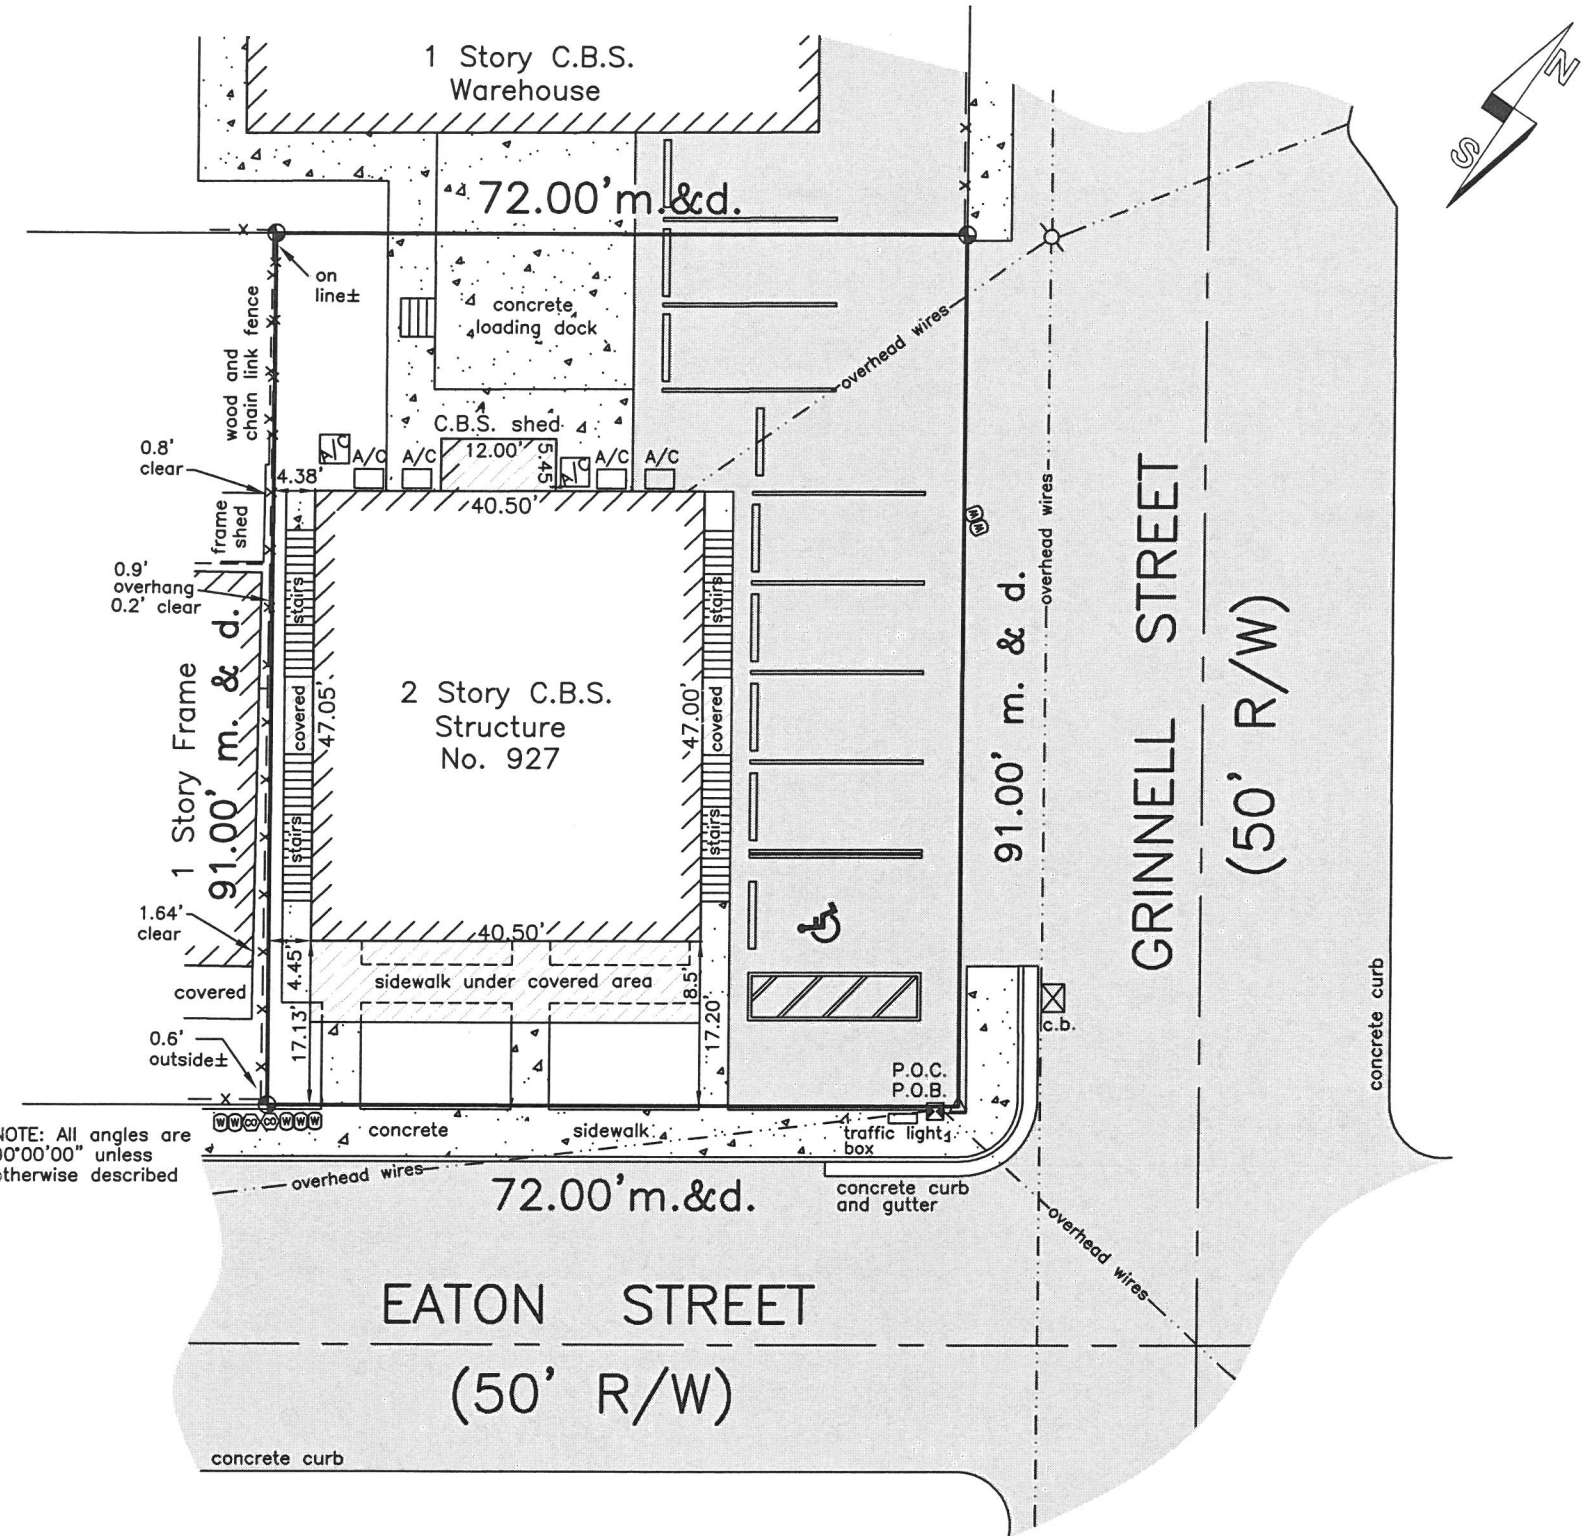 1 Story C.B.S.
Warehouse
N
S
72.00'm.&d.
on
line±
wood and
chain link fence
concrete
loading dock
overhead wires
C.B.S. shed
12.00'
5.45'
A/C
A/C
A/C
A/C
A/C
A/C
0.8'
clear
4.38'
40.50'
frame
shed
0.9'
overhang
0.2' clear
stairs
covered
stairs
47.05'
2 Story C.B.S.
Structure
No. 927
47.00'
stairs
covered
stairs
W W
overhead wires
91.00' m. & d.
GRINNELL STREET
(50' R/W)
1 Story Frame
91.00' m. & d.
1.64'
clear
40.50'
4.45'
sidewalk under covered area
8.5'
covered
17.13'
17.20'
0.6'
outside±
c.b.
concrete curb
P.O.C.
P.O.B.
W W CO CO W W W
NOTE: All angles are
90°00'00" unless
otherwise described
concrete sidewalk
traffic light
box
overhead wires
72.00'm.&d.
concrete curb
and gutter
overhead wires
EATON STREET
(50' R/W)
concrete curb